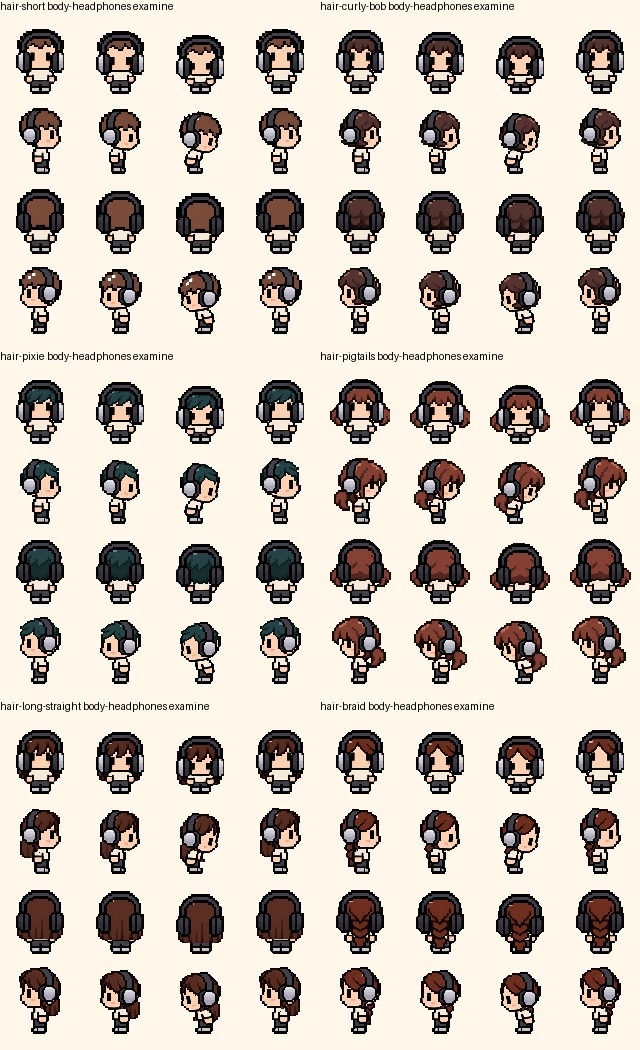 hair-short body-headphones examine
hair-curly-bob body-headphones examine
hair-pixie body-headphones examine
hair-pigtails body-headphones examine
hair-long-straight body-headphones examine
hair-braid body-headphones examine